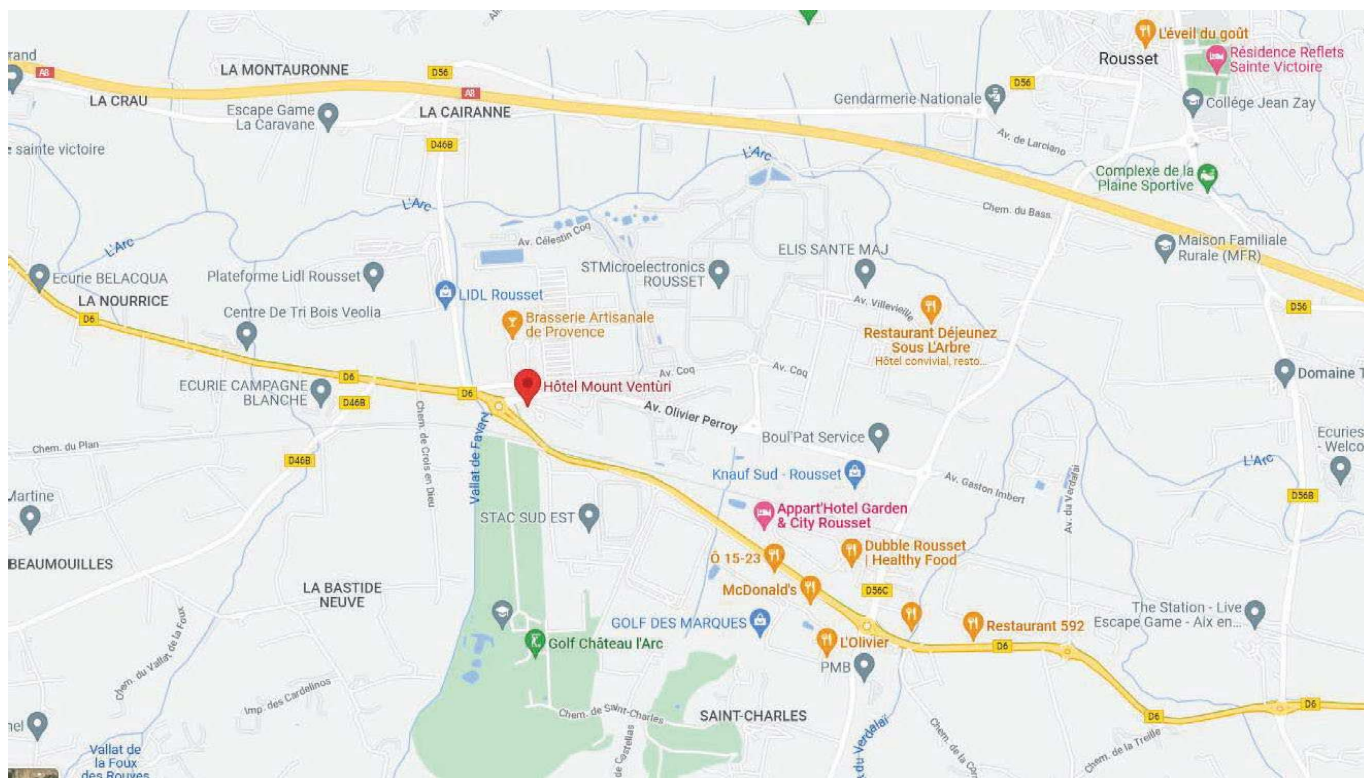 L'éveil du goût
Rousset
Résidence Reflets
Sainte Victoire
D56
LA MONTAURONNE
A8
A8
LA CRAU
Escape Game
La Caravane
LA CAIRANNE
Gendarmerie Nationale
D56
Collége Jean Zay
Av. de Larciano
D46B
sainte victoire
L'Arc
Complexe de la
Plaine Sportive
L'Arc
Chem. du Bass.
L'Arc
Av. Célestin Coq
ELIS SANTE MAJ
Maison Familiale
Rurale (MFR)
Ecurie BELACQUA
Plateforme Lidl Rousset
STMicroelectronics
ROUSSET
LA NOURRICE
LIDL Rousset
Av. Villevieille
D56
D6
Centre De Tri Bois Veolia
Brasserie Artisanale
de Provence
Restaurant Déjeunez
Sous L'Arbre
Hôtel convivial, resto...
ECURIE CAMPAGNE
BLANCHE
D6
D6
Hôtel Mount Ventùri
Av. Coq
Av. Coq
Domaine T
D46B
Av. Olivier Perroy
Chem. du Plan
Chem. de Crois en Dieu
Vallat de Favary
Boul'Pat Service
Ecuries
- Welco
D46B
L'Arc
Knauf Sud - Rousset
Av. Gaston Imbert
Av. da Verdalaï
Martine
D56B
STAC SUD EST
Appart'Hotel Garden
& City Rousset
BEAUMOUILLES
Ô 15-23
Dubble Rousset
| Healthy Food
LA BASTIDE
NEUVE
McDonald's
D56C
GOLF DES MARQUES
The Station - Live
Escape Game - Aix en...
Restaurant 592
Golf Château l'Arc
L'Olivier
D6
PMB
Chem. du Vallat de la Foux
Imp. des Cardelinos
Chem. de Saint-Charles
SAINT-CHARLES
D6
D6
de Costellas
du Verdalaï
Chem. de la Treille
Vallat de
la Foux
des Rouves